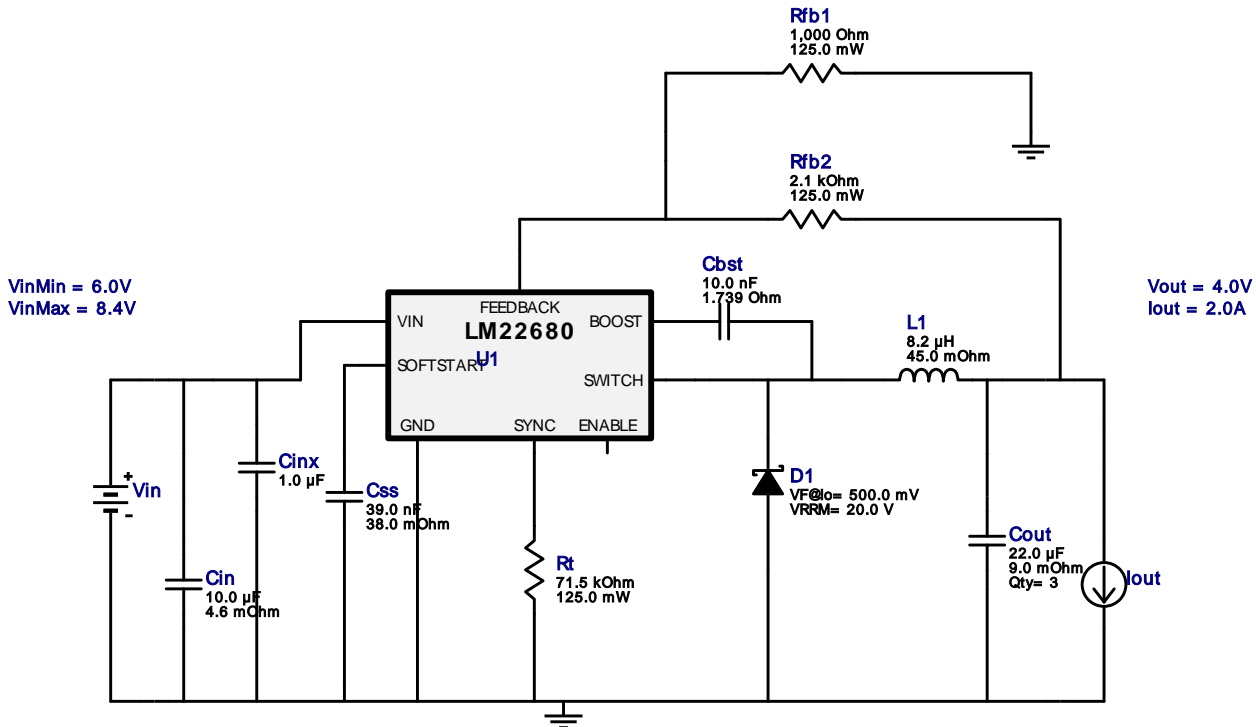 Rfb1
1,000 Ohm
125.0 mW
Rfb2
2.1 kOhm
125.0 mW
VinMin = 6.0V
VinMax = 8.4V
Cbst
10.0 nF
1.739 Ohm
Vout = 4.0V
Iout = 2.0A
FEEDBACK
VIN
LM22680
BOOST
U1
SOFTSTART
SWITCH
GND
SYNC
ENABLE
L1
8.2 µH
45.0 mOhm
Vin
+
-
Cinx
1.0 µF
Css
39.0 nF
38.0 mOhm
D1
VF@Io= 500.0 mV
VRRM= 20.0 V
Cin
10.0 µF
4.6 mOhm
Rt
71.5 kOhm
125.0 mW
Cout
22.0 µF
9.0 mOhm
Qty= 3
Iout